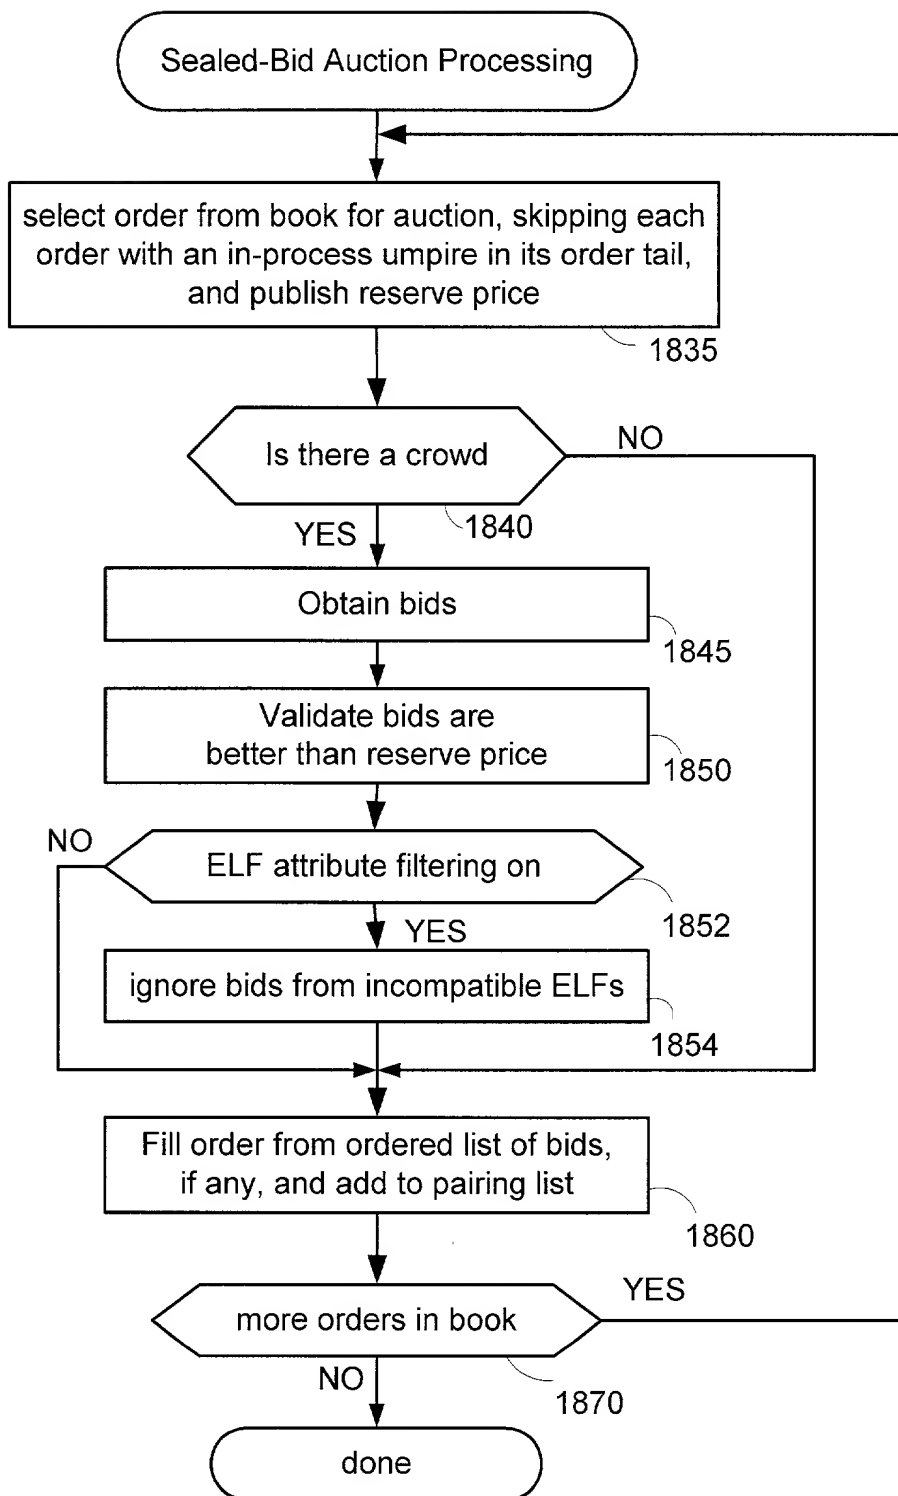 Sealed-Bid Auction Processing
select order from book for auction, skipping each
order with an in-process umpire in its order tail,
and publish reserve price
1835
Is there a crowd
NO
1840
YES
Obtain bids
1845
Validate bids are
better than reserve price
1850
NO
ELF attribute filtering on
1852
YES
ignore bids from incompatible ELFs
1854
Fill order from ordered list of bids,
if any, and add to pairing list
1860
YES
more orders in book
NO
1870
done